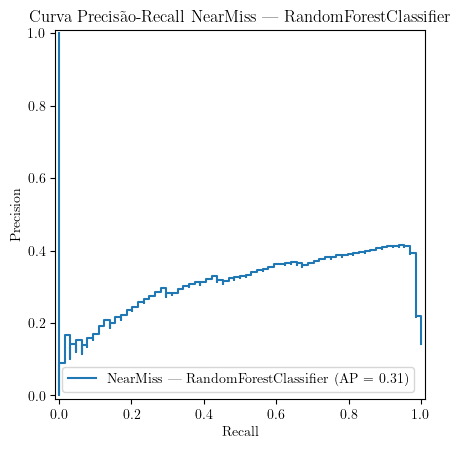 Curva Precisão-Recall NearMiss — RandomForestClassifier
1.0
0.8
0.6
0.4
0.2
0.0
Precision
NearMiss — RandomForestClassifier (AP = 0.31)
0.0 0.2 0.4 0.6 0.8 1.0
Recall